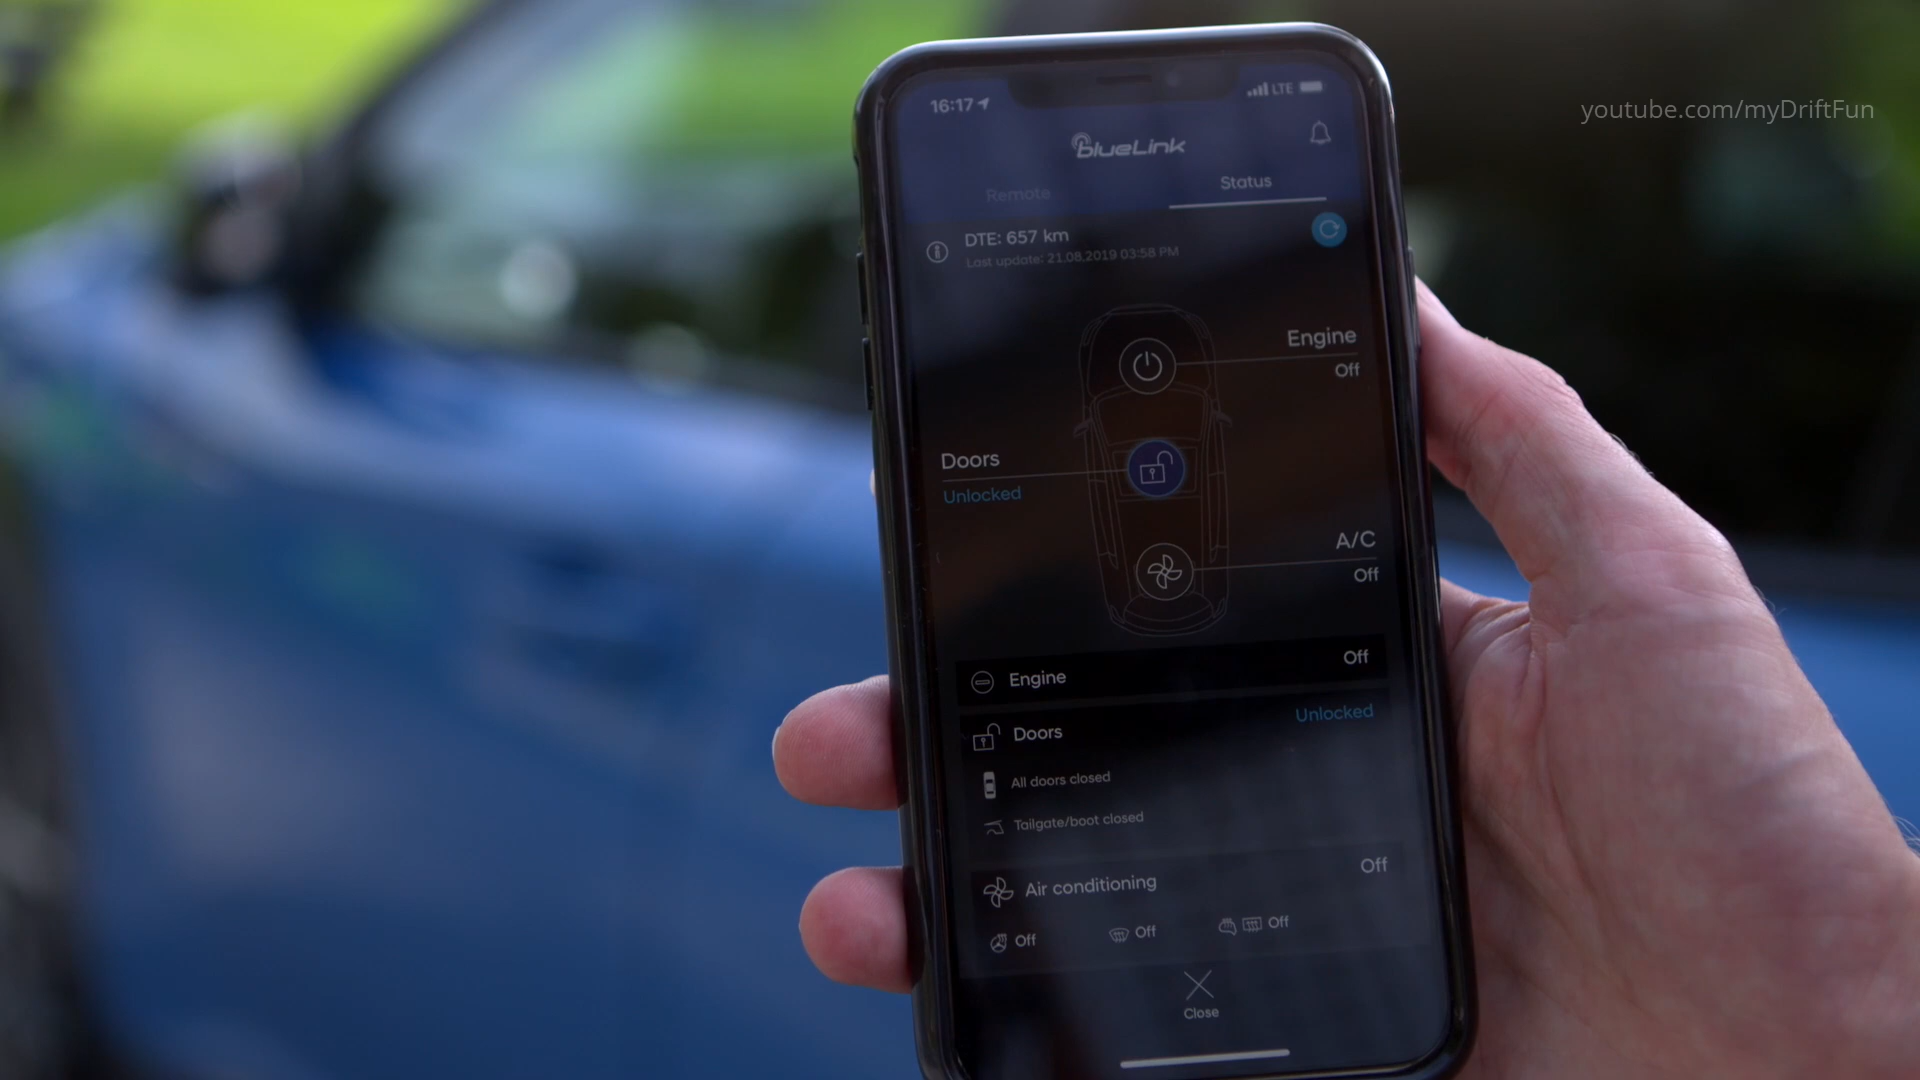 youtube.com/myDriftFun
16:17 LTE
blueLink
Remote Status
DTE: 657 km
Last update: 21.08.2019 03:58 PM
Engine
Off
Doors
Unlocked
A/C
Off
Engine Off
Doors Unlocked
All doors closed
Tailgate/boot closed
Air conditioning Off
Off Off Off
Close